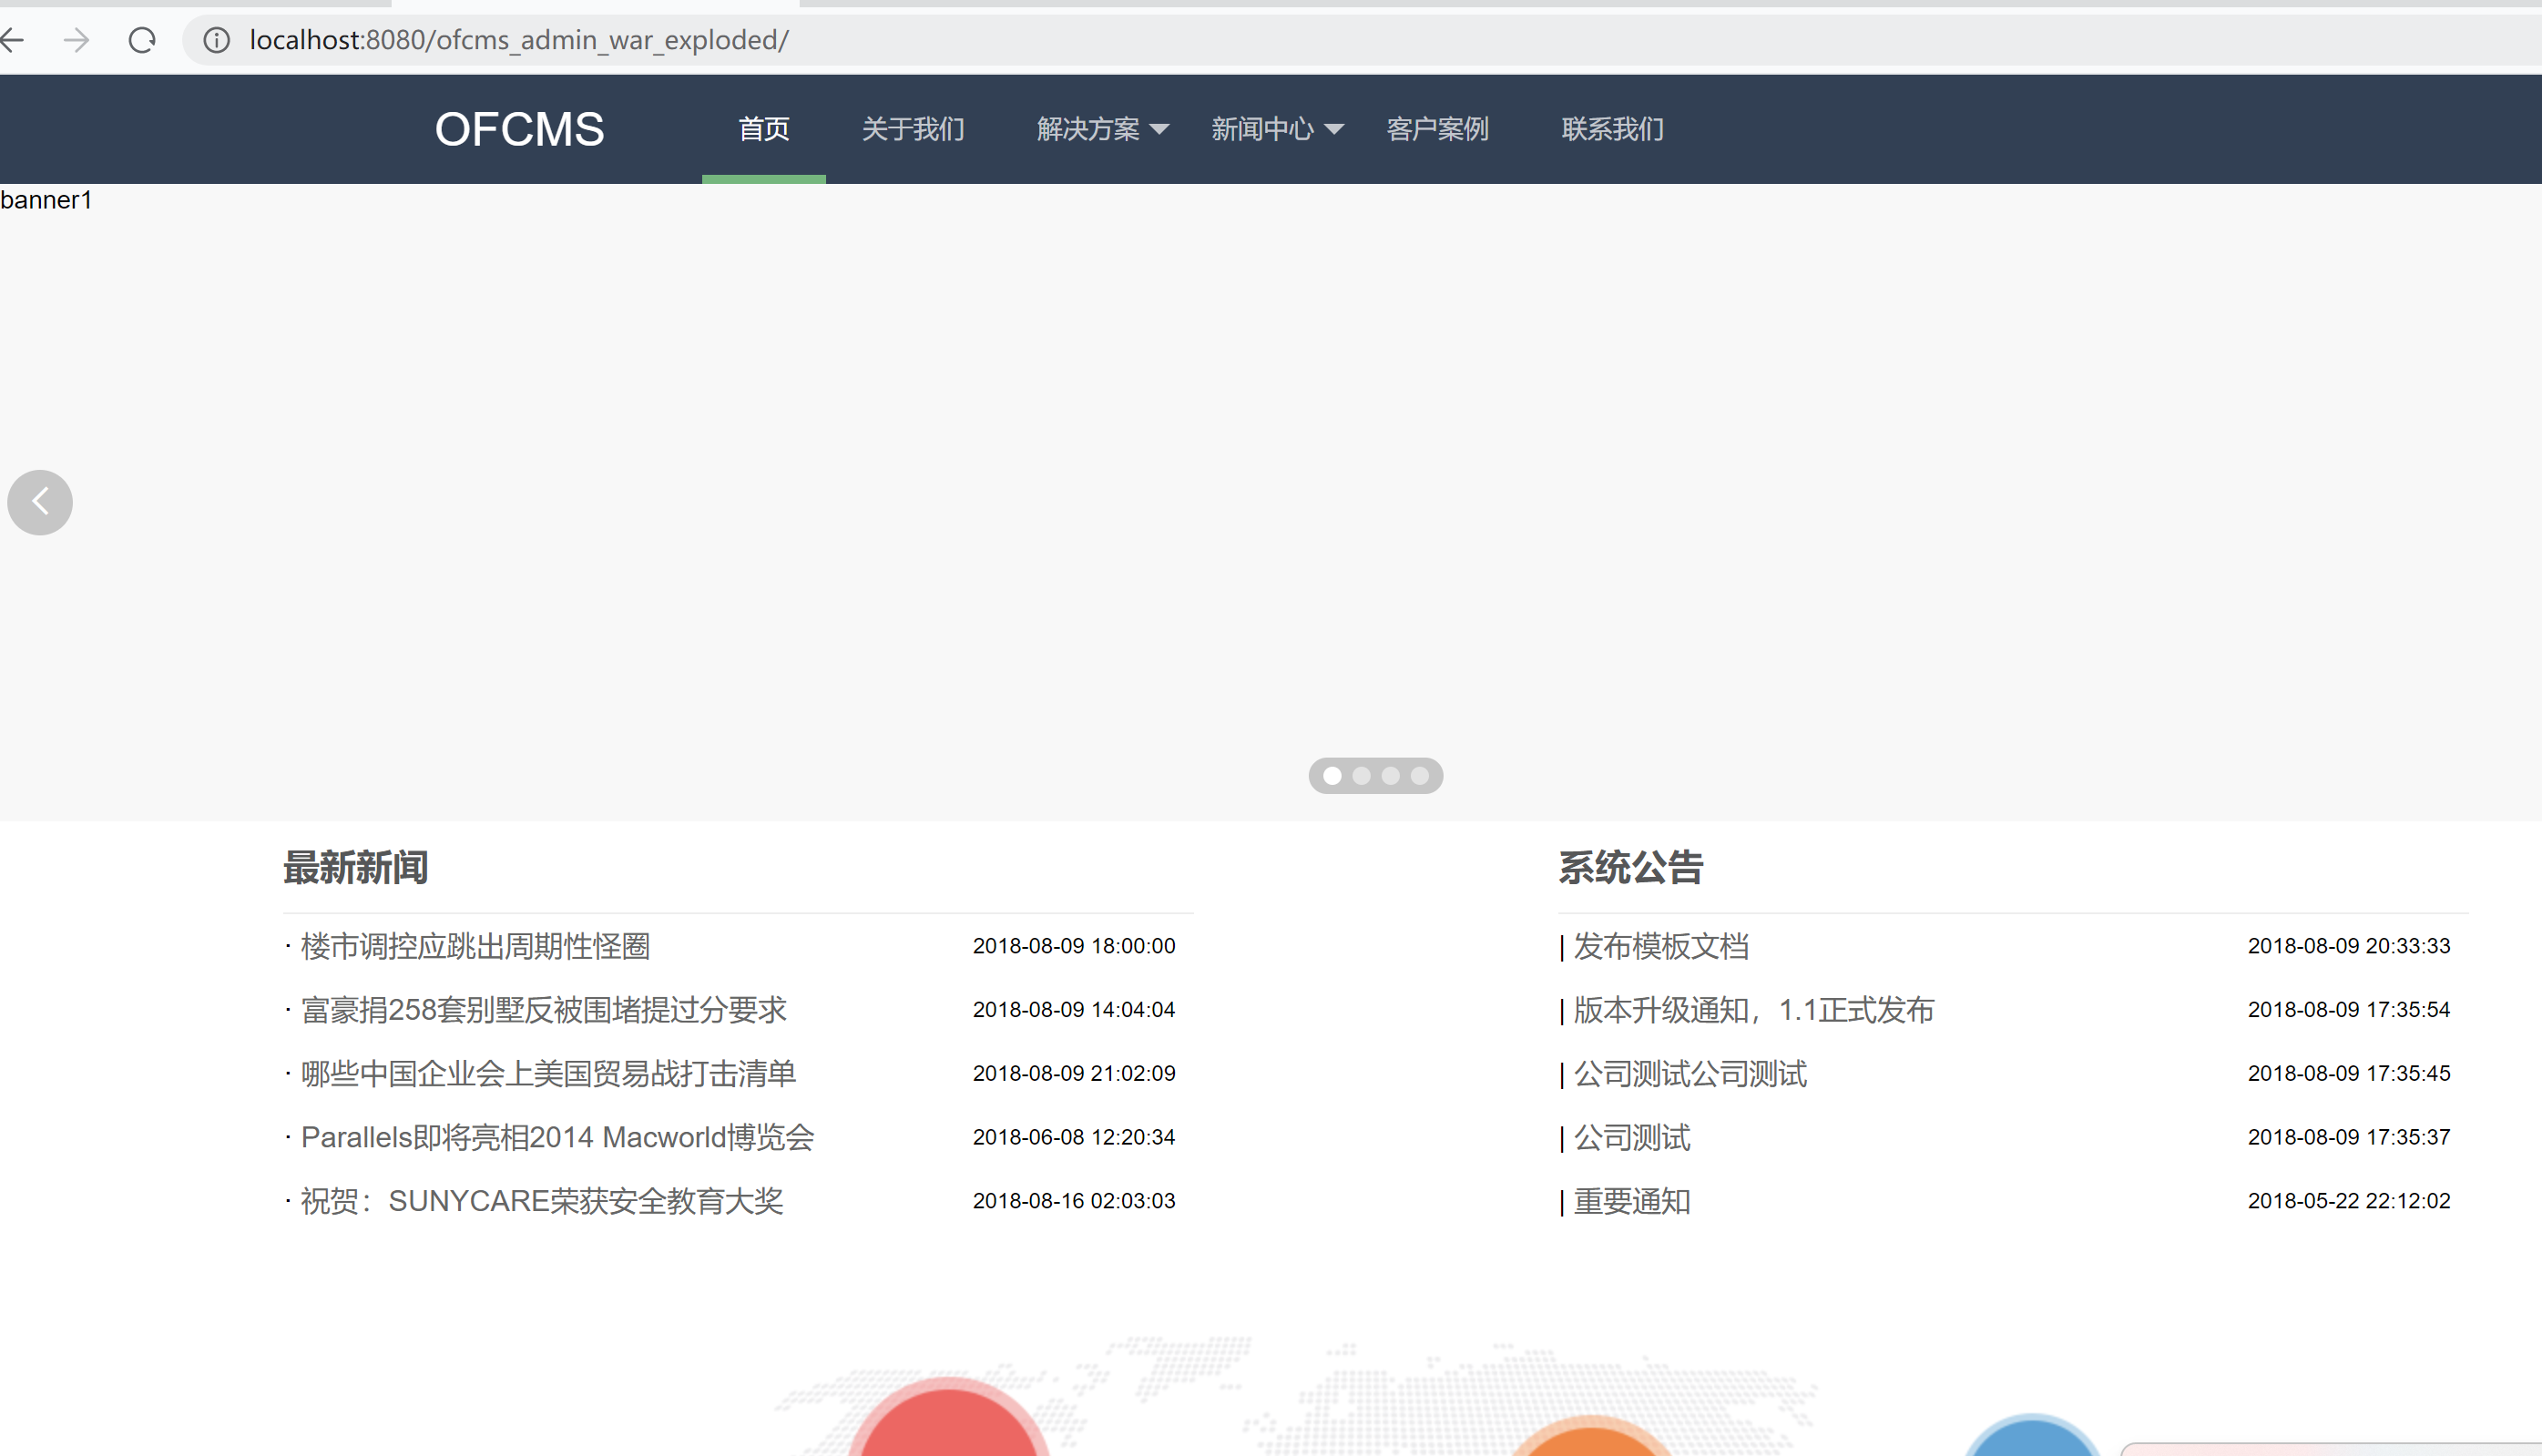 localhost:8080/ofcms_admin_war_exploded/
OFCMS 首页 关于我们 解决方案 新闻中心 客户案例 联系我们
banner1
最新新闻
· 楼市调控应跳出周期性怪圈 2018-08-09 18:00:00
· 富豪捐258套别墅反被围堵提过分要求 2018-08-09 14:04:04
· 哪些中国企业会上美国贸易战打击清单 2018-08-09 21:02:09
· Parallels即将亮相2014 Macworld博览会 2018-06-08 12:20:34
· 祝贺：SUNYCARE荣获安全教育大奖 2018-08-16 02:03:03
系统公告
| 发布模板文档 2018-08-09 20:33:33
| 版本升级通知，1.1正式发布 2018-08-09 17:35:54
| 公司测试公司测试 2018-08-09 17:35:45
| 公司测试 2018-08-09 17:35:37
| 重要通知 2018-05-22 22:12:02